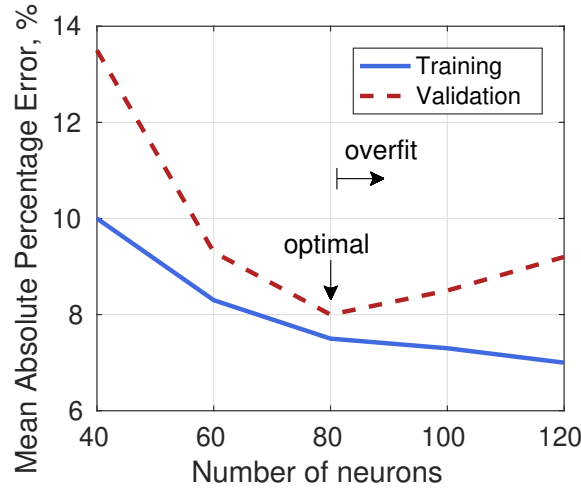 Mean Absolute Percentage Error, %
14
12
10
8
6
Training
Validation
overfit
optimal
40
60
80
100
120
Number of neurons